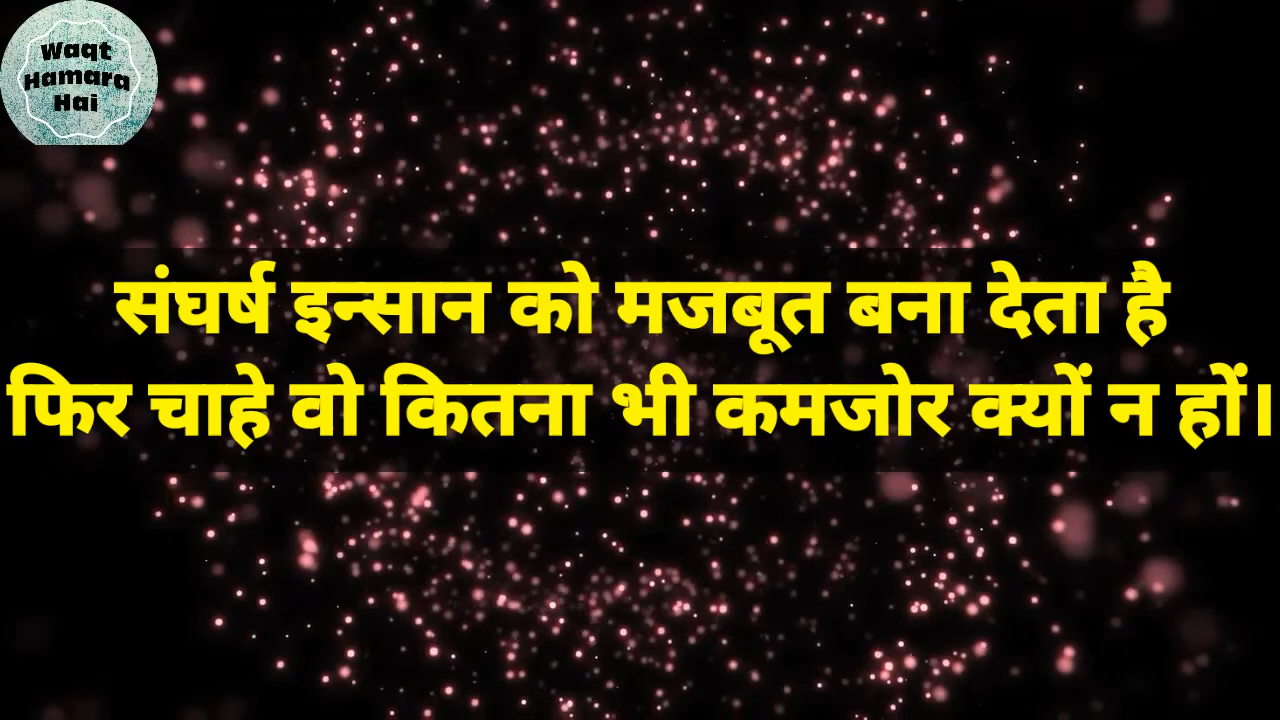 Waqt
Hamara
Hai
संघर्ष इन्सान को मजबूत बना देता है
फिर चाहे वो कितना भी कमजोर क्यों न हों।